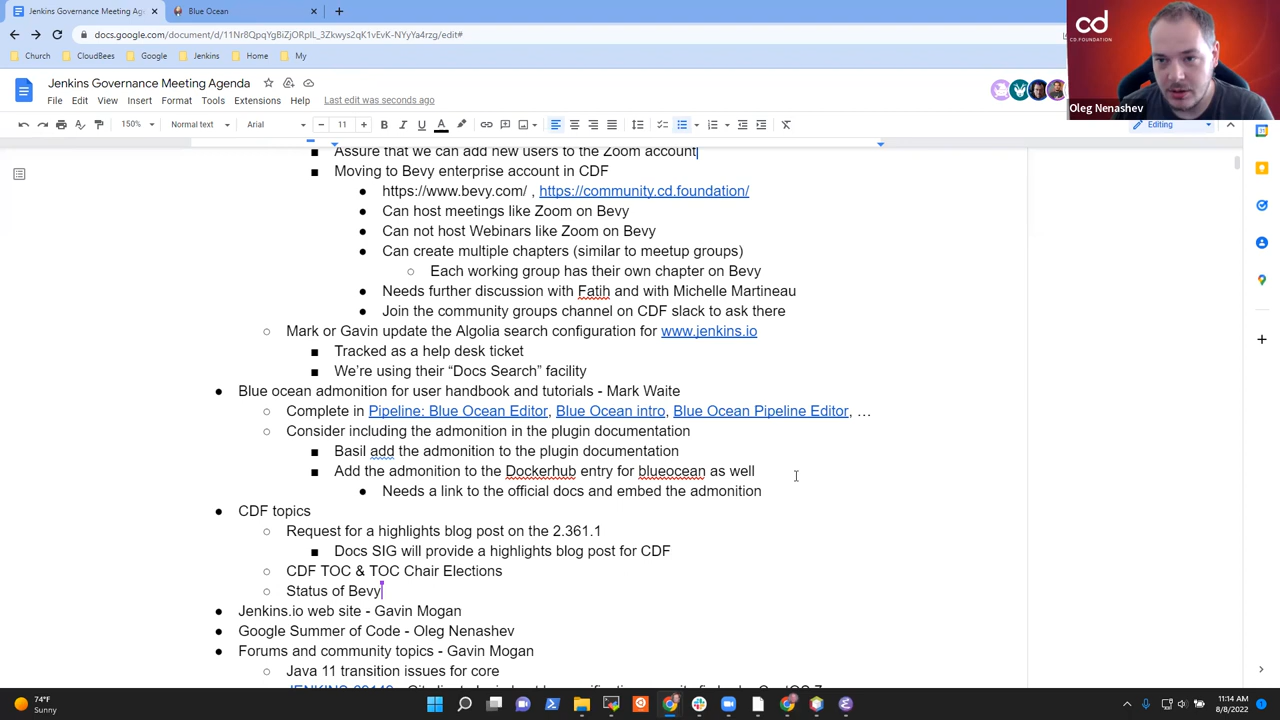 Jenkins Governance Meeting Agenda
Blue Ocean
docs.google.com/document/d/11Nr8QpqYgBiZjORplL_3Zkwys2qK1vEvK-NYyYa4rzg/edit#
Church
CloudBees
Google
Jenkins
Home
My
cd
CD.FOUNDATION
Oleg Nenashev
Jenkins Governance Meeting Agenda
File Edit View Insert Format Tools Extensions Help Last edit was seconds ago
150% Normal text Arial 11 Editing
■ Assure that we can add new users to the Zoom account
■ Moving to Bevy enterprise account in CDF
● https://www.bevy.com/ , https://community.cd.foundation/
● Can host meetings like Zoom on Bevy
● Can not host Webinars like Zoom on Bevy
● Can create multiple chapters (similar to meetup groups)
○ Each working group has their own chapter on Bevy
● Needs further discussion with Fatih and with Michelle Martineau
● Join the community groups channel on CDF slack to ask there
○ Mark or Gavin update the Algolia search configuration for www.jenkins.io
■ Tracked as a help desk ticket
■ We're using their “Docs Search” facility
● Blue ocean admonition for user handbook and tutorials - Mark Waite
○ Complete in Pipeline: Blue Ocean Editor, Blue Ocean intro, Blue Ocean Pipeline Editor, …
○ Consider including the admonition in the plugin documentation
■ Basil add the admonition to the plugin documentation
■ Add the admonition to the Dockerhub entry for blueocean as well
● Needs a link to the official docs and embed the admonition
● CDF topics
○ Request for a highlights blog post on the 2.361.1
■ Docs SIG will provide a highlights blog post for CDF
○ CDF TOC & TOC Chair Elections
○ Status of Bevy
● Jenkins.io web site - Gavin Mogan
● Google Summer of Code - Oleg Nenashev
● Forums and community topics - Gavin Mogan
○ Java 11 transition issues for core
74°F
Sunny
11:14 AM
8/8/2022